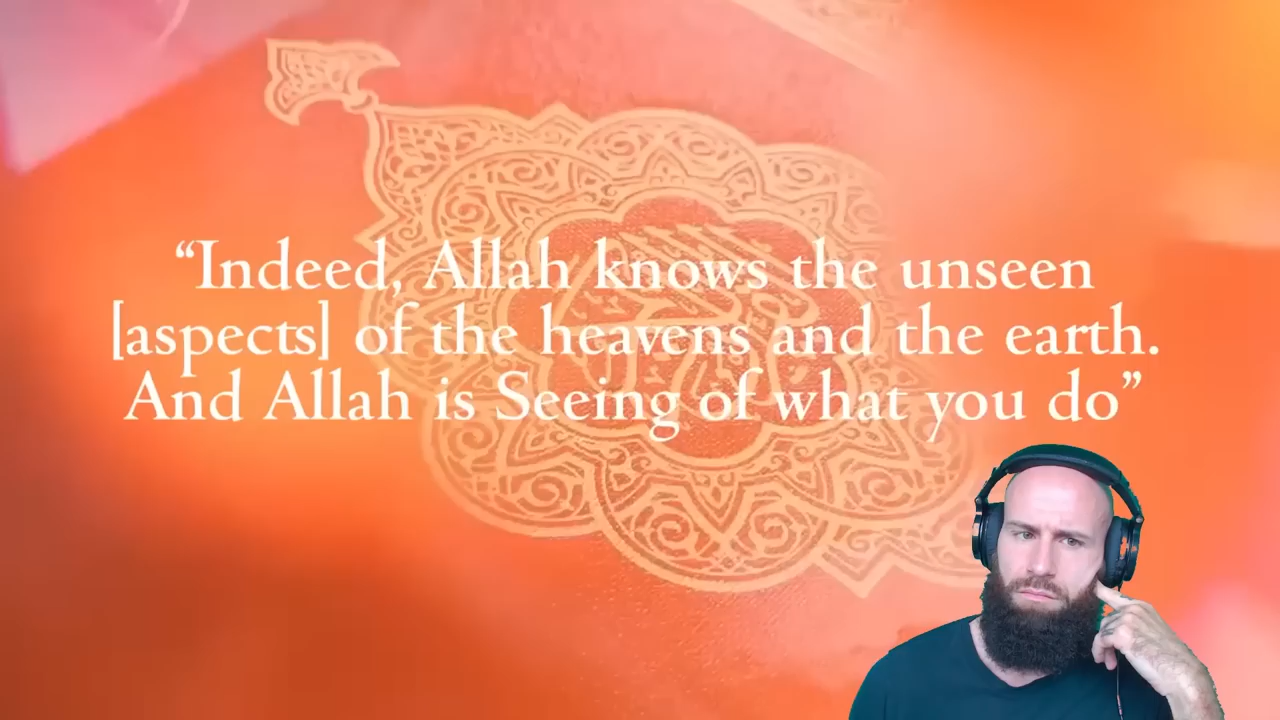 “Indeed, Allah knows the unseen
[aspects] of the heavens and the earth.
And Allah is Seeing of what you do”